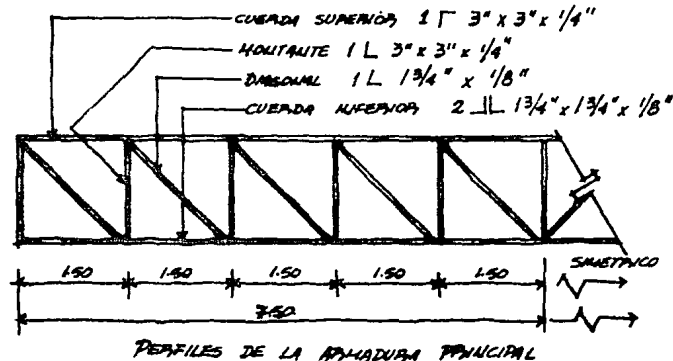 CUERDA SUPERIOR 1 Γ 3" x 3" x 1/4"
MONTANTE 1 L 3" x 3" x 1/4"
DIAGONAL 1 L 1 3/4" x 1/8"
CUERDA INFERIOR 2 ⅃L 1 3/4" x 1 3/4" x 1/8"
1.50 1.50 1.50 1.50 1.50 SIMETRICO
7.50
PERFILES DE LA ARMADURA PRINCIPAL